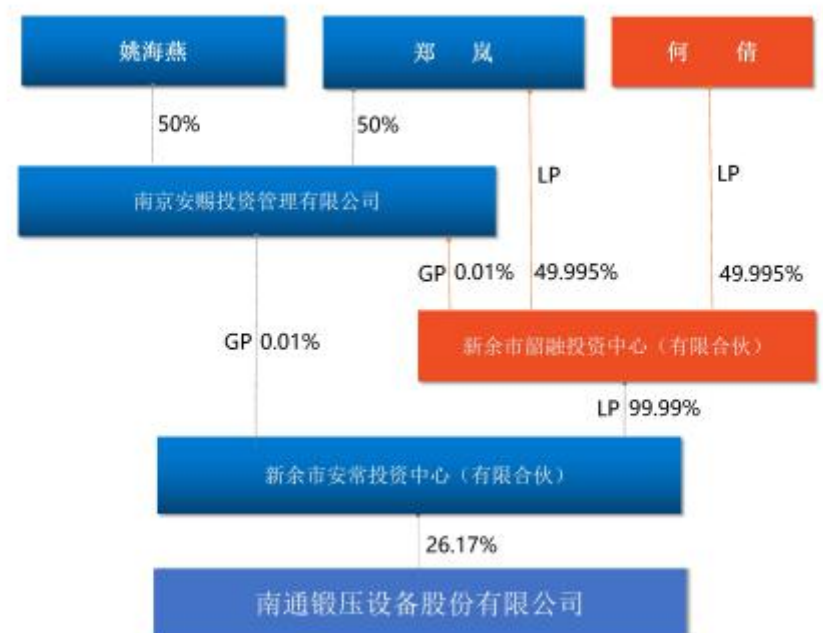 姚海燕
郑 岚
何 倩
50%
50%
LP
LP
南京安赐投资管理有限公司
GP 0.01%
49.995%
49.995%
GP 0.01%
新余市韶融投资中心（有限合伙）
LP 99.99%
新余市安常投资中心（有限合伙）
26.17%
南通锻压设备股份有限公司